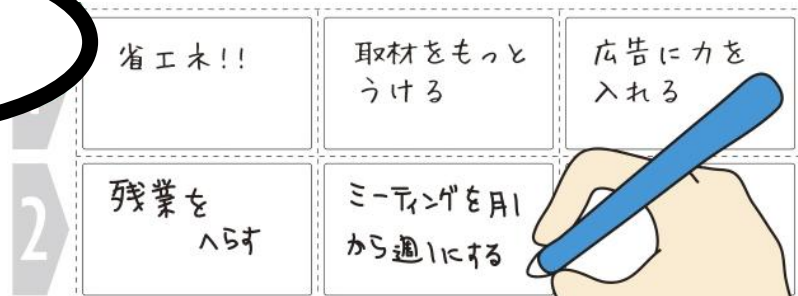 省エネ!!
取材をもっと
うける
広告に力を
入れる
2
残業を
へらす
ミーティングを月1
から週1にする